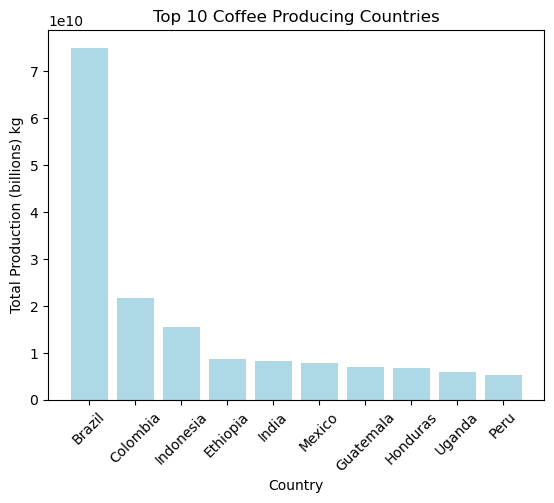 Top 10 Coffee Producing Countries
1e10
Total Production (billions) kg
7
6
5
4
3
2
1
0
Brazil
Colombia
Indonesia
Ethiopia
India
Mexico
Guatemala
Honduras
Uganda
Peru
Country